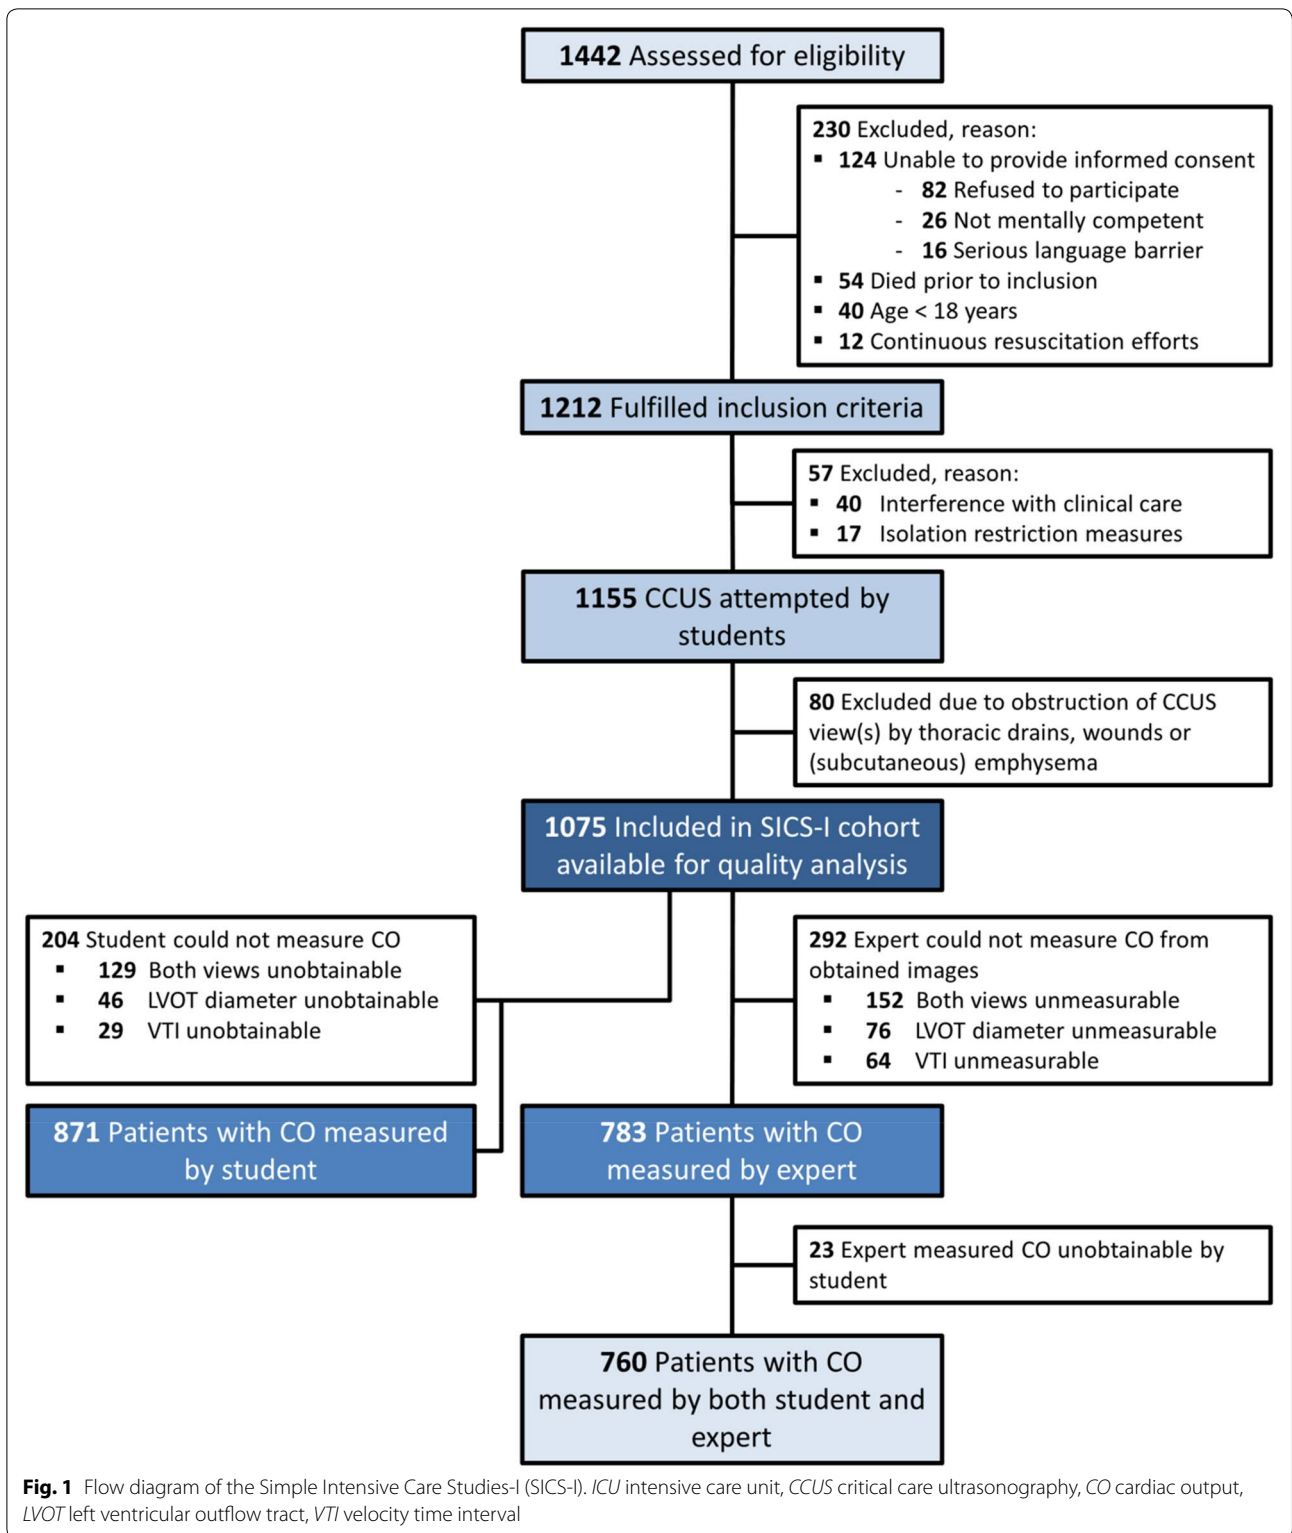 1442 Assessed for eligibility
230 Excluded, reason:
▪ 124 Unable to provide informed consent
- 82 Refused to participate
- 26 Not mentally competent
- 16 Serious language barrier
▪ 54 Died prior to inclusion
▪ 40 Age < 18 years
▪ 12 Continuous resuscitation efforts
1212 Fulfilled inclusion criteria
57 Excluded, reason:
▪ 40 Interference with clinical care
▪ 17 Isolation restriction measures
1155 CCUS attempted by
students
80 Excluded due to obstruction of CCUS
view(s) by thoracic drains, wounds or
(subcutaneous) emphysema
1075 Included in SICS-I cohort
available for quality analysis
204 Student could not measure CO
▪ 129 Both views unobtainable
▪ 46 LVOT diameter unobtainable
▪ 29 VTI unobtainable
292 Expert could not measure CO from
obtained images
▪ 152 Both views unmeasurable
▪ 76 LVOT diameter unmeasurable
▪ 64 VTI unmeasurable
871 Patients with CO measured
by student
783 Patients with CO
measured by expert
23 Expert measured CO unobtainable by
student
760 Patients with CO
measured by both student and
expert
Fig. 1 Flow diagram of the Simple Intensive Care Studies-I (SICS-I). ICU intensive care unit, CCUS critical care ultrasonography, CO cardiac output,
LVOT left ventricular outflow tract, VTI velocity time interval